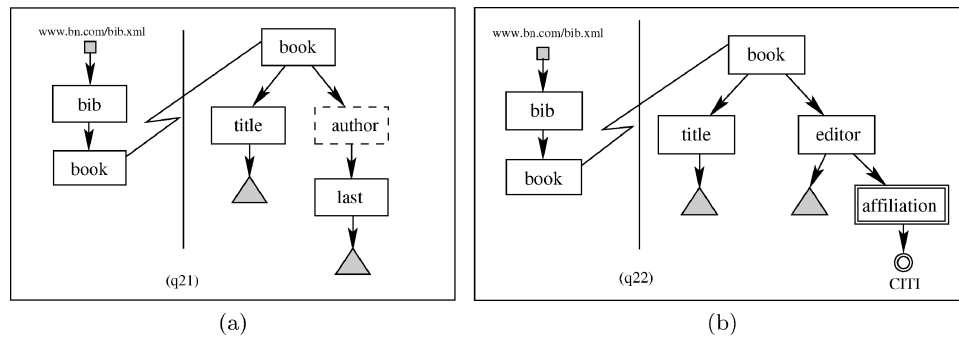 www.bn.com/bib.xml
bib
book
book
title
author
last
(q21)
(a)
www.bn.com/bib.xml
bib
book
book
title
editor
affiliation
CITI
(q22)
(b)